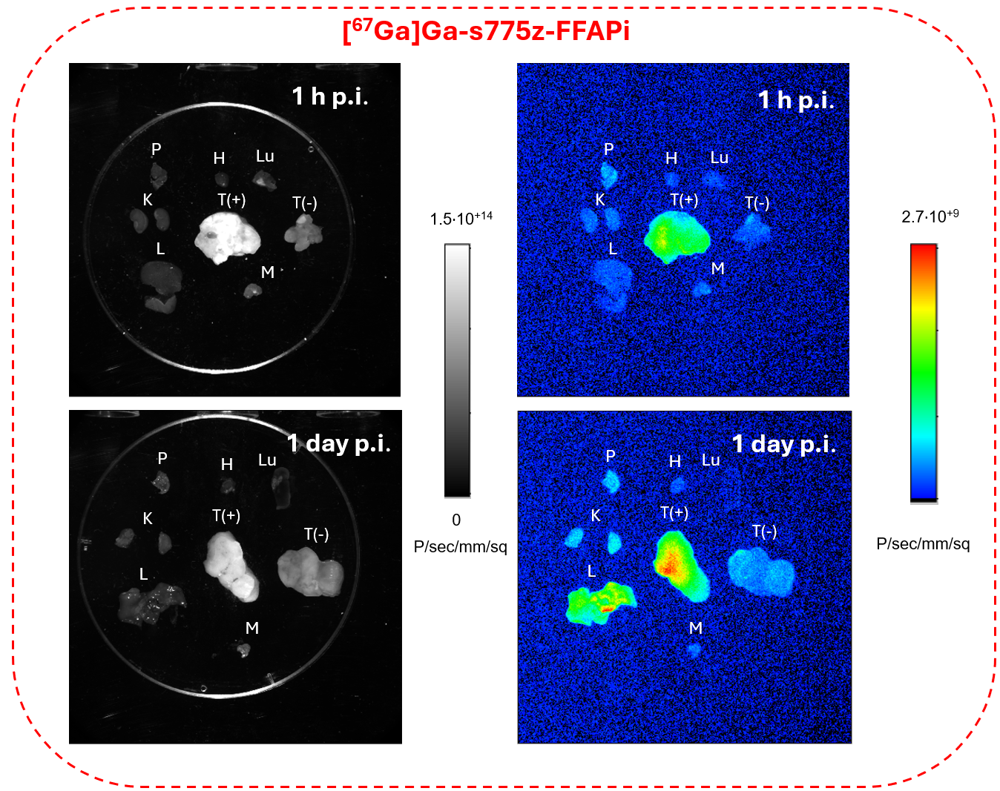 [⁶⁷Ga]Ga-s775z-FFAPi
1 h p.i.
P
H
Lu
K
T(+)
T(-)
L
M
1.5·10⁺¹⁴
0
P/sec/mm/sq
1 h p.i.
P
H
Lu
K
T(+)
T(-)
L
M
2.7·10⁺⁹
P/sec/mm/sq
1 day p.i.
P
H
Lu
K
T(+)
T(-)
L
M
1 day p.i.
P
H
Lu
K
T(+)
T(-)
L
M